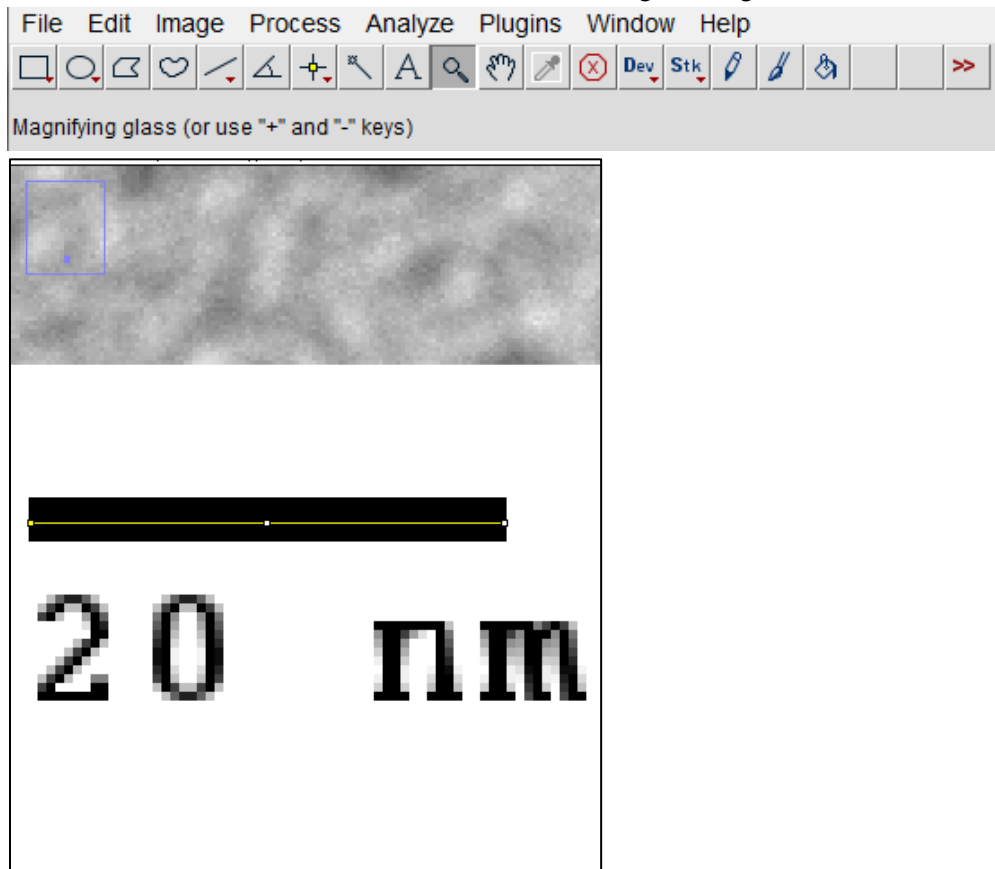 File Edit Image Process Analyze Plugins Window Help
A Dev Stk >>
Magnifying glass (or use "+" and "-" keys)
20 nm